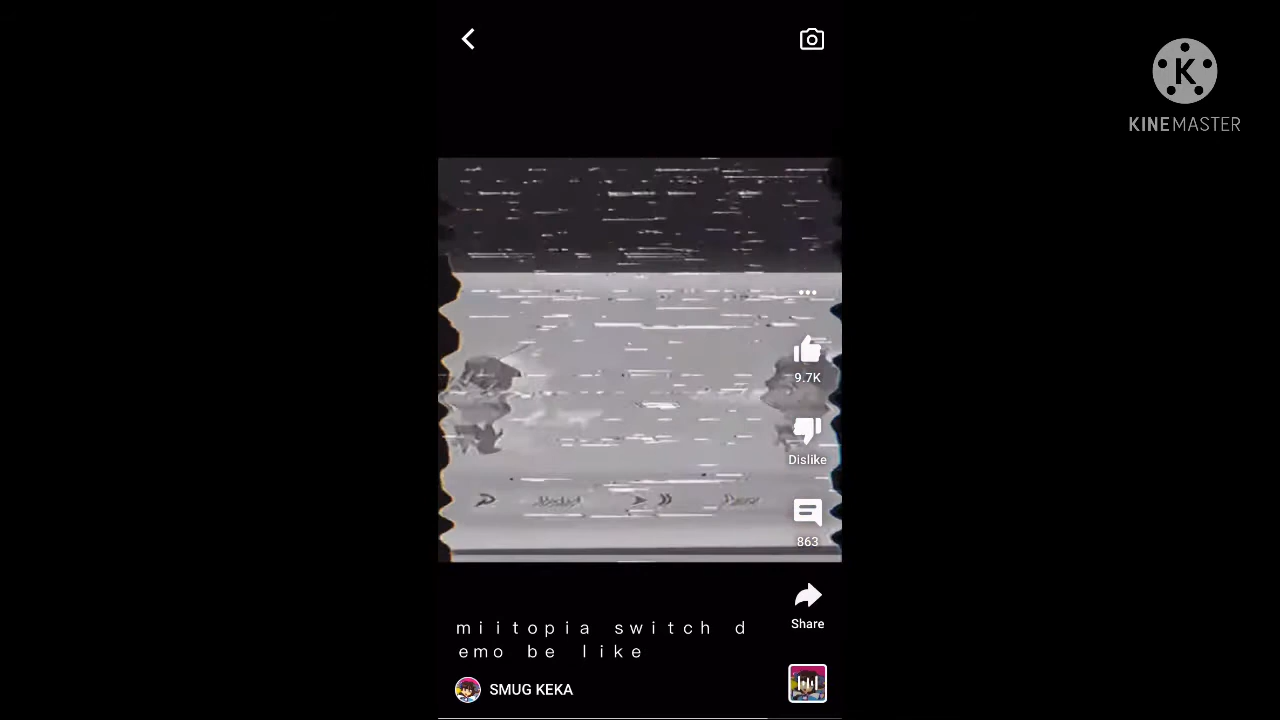 K
KINEMASTER
9.7K
Dislike
863
Share
m i i t o p i a   s w i t c h   d
e m o   b e   l i k e
SMUG KEKA